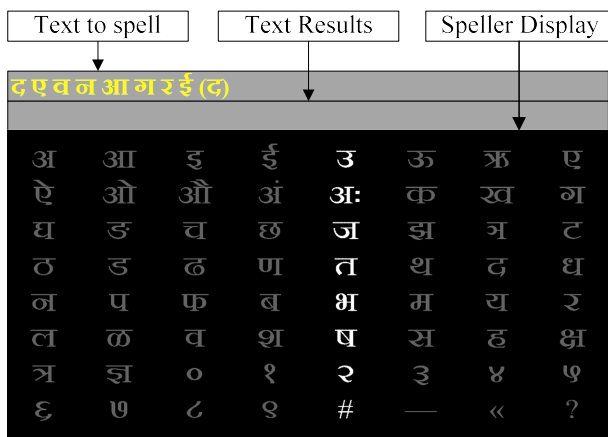 Text to spell Text Results Speller Display
द ए व न आ ग र ई (द)
अ आ इ ई उ ऊ ऋ ए
ऐ ओ औ अं अः क ख ग
घ ङ च छ ज झ ञ ट
ठ ड ढ ण त थ द ध
न प फ ब भ म य र
ल ळ व श ष स ह क्ष
त्र ज्ञ ० १ २ ३ ४ ५
६ ७ ८ ९ # — « ?